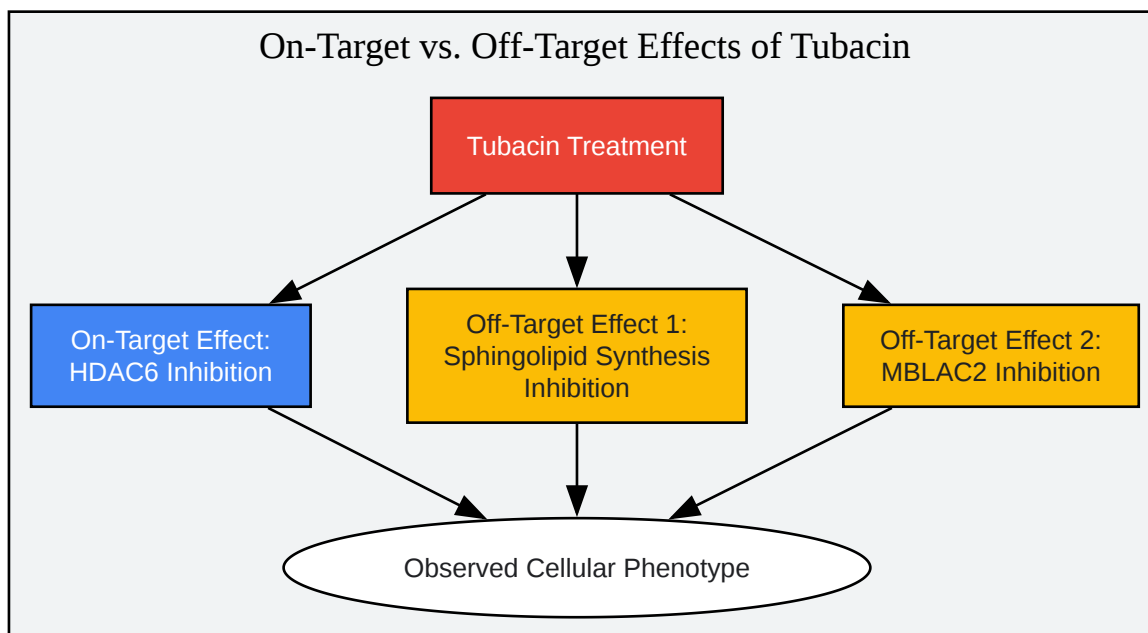 On-Target vs. Off-Target Effects of Tubacin
Tubacin Treatment
On-Target Effect:
HDAC6 Inhibition
Off-Target Effect 1:
Sphingolipid Synthesis
Inhibition
Off-Target Effect 2:
MBLAC2 Inhibition
Observed Cellular Phenotype